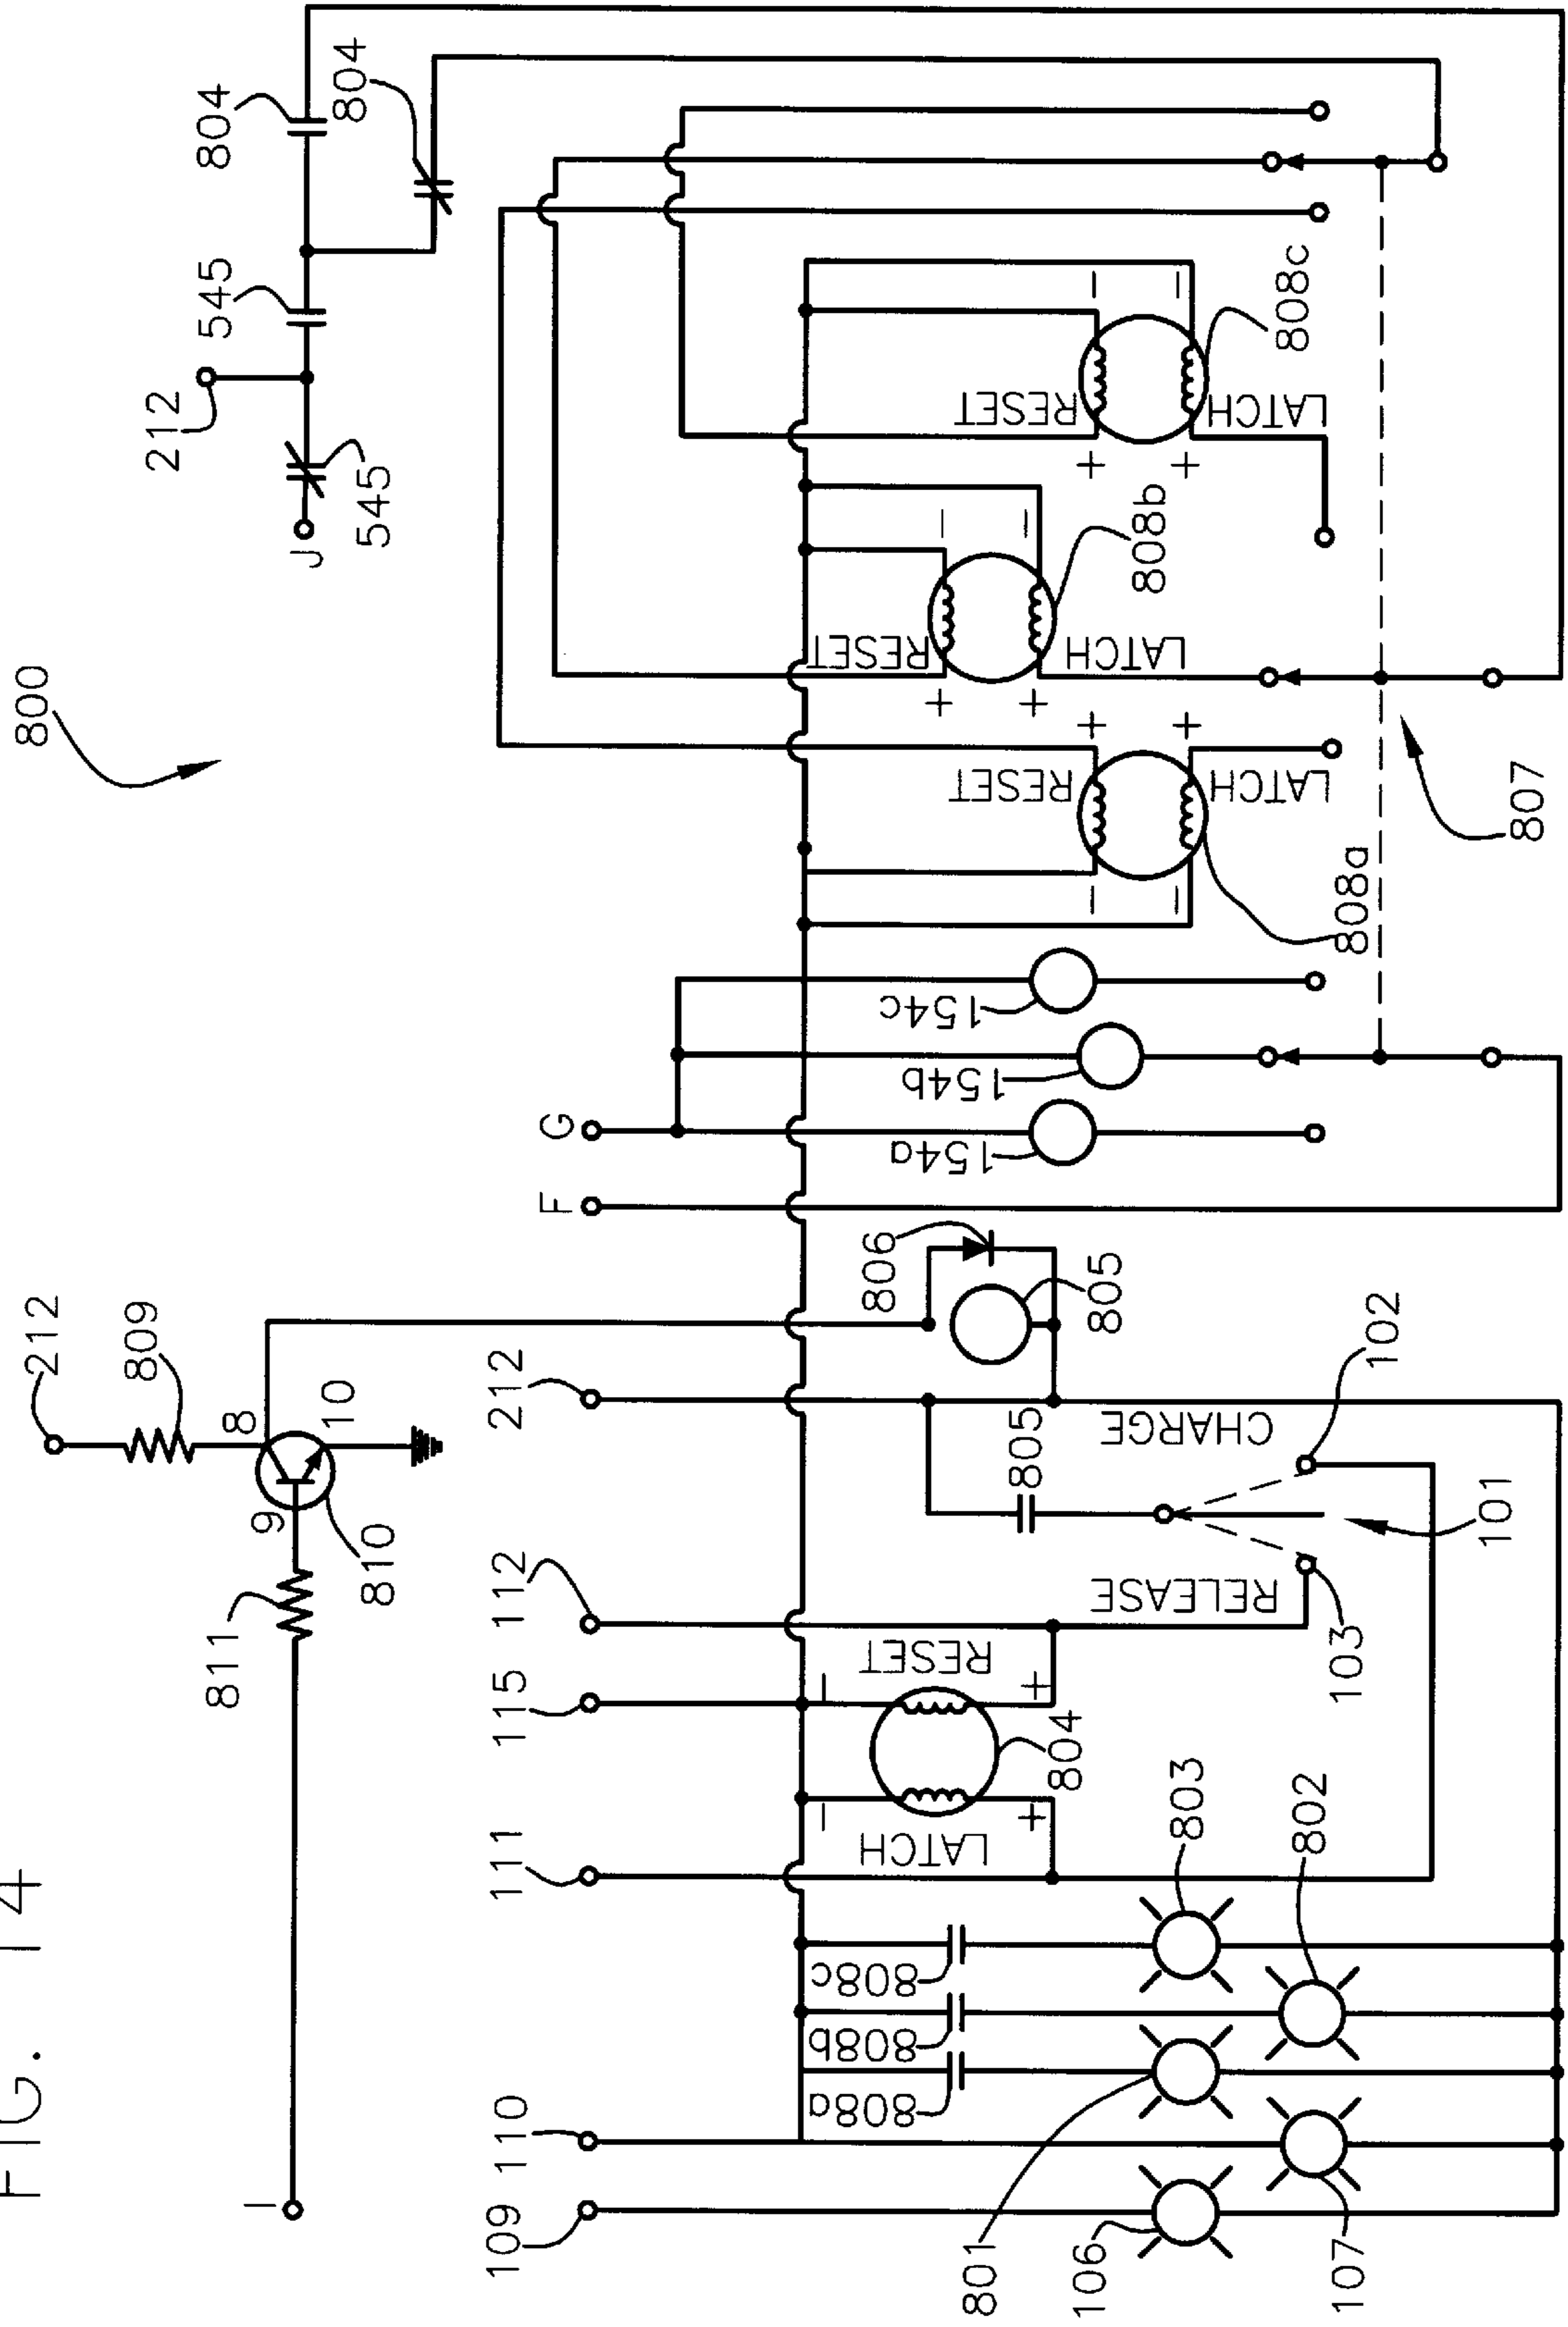 FIG. 14
800
I
811
9
810
8
10
809
212
J
545
212
545
804
804
109
110
111
115
112
212
F
G
808a
808b
808c
801
106
107
802
803
LATCH
RESET
-
-
+
+
804
RELEASE
CHARGE
103
101
102
805
805
806
154a
154b
154c
808a
RESET
LATCH
-
-
+
+
808b
RESET
LATCH
+
+
-
-
808c
RESET
LATCH
+
+
-
-
807